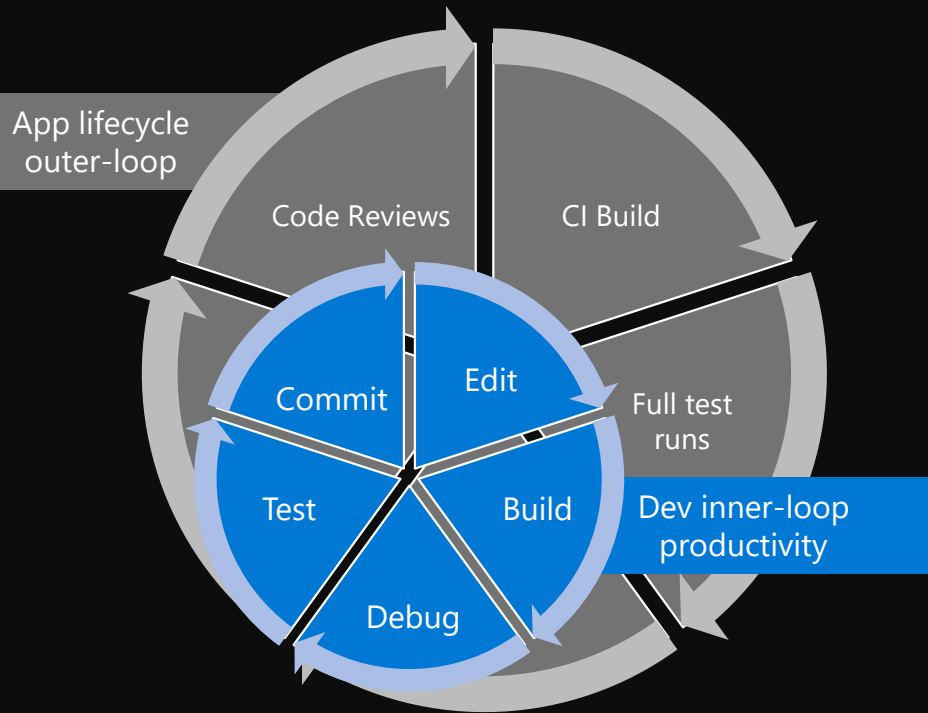 App lifecycle
outer-loop
Code Reviews
CI Build
Commit
Edit
Full test
runs
Test
Build
Dev inner-loop
productivity
Debug